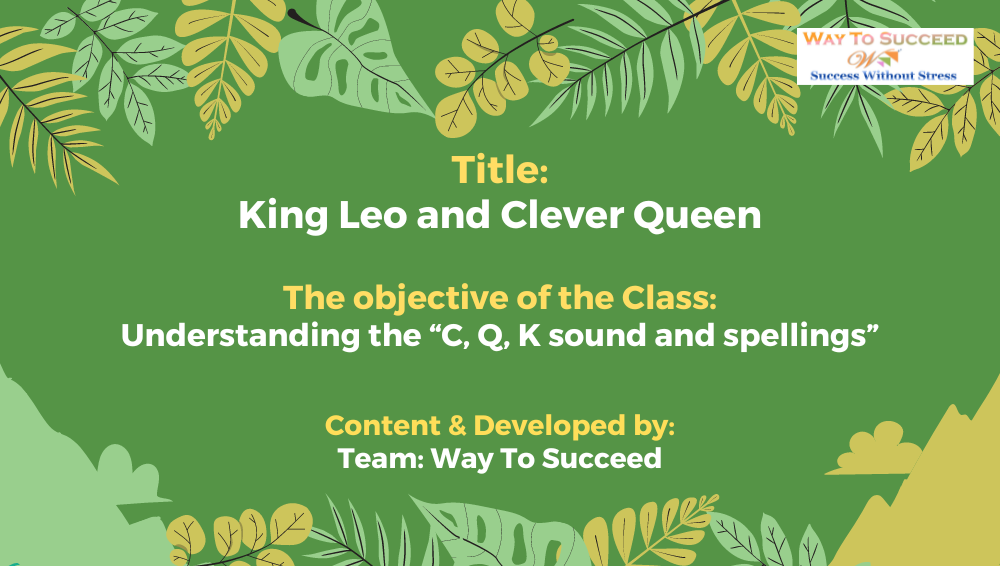 WAY TO SUCCEED
W
SUCCESS WITHOUT STRESS
Title:
King Leo and Clever Queen
The objective of the Class:
Understanding the “C, Q, K sound and spellings”
Content & Developed by:
Team: Way To Succeed